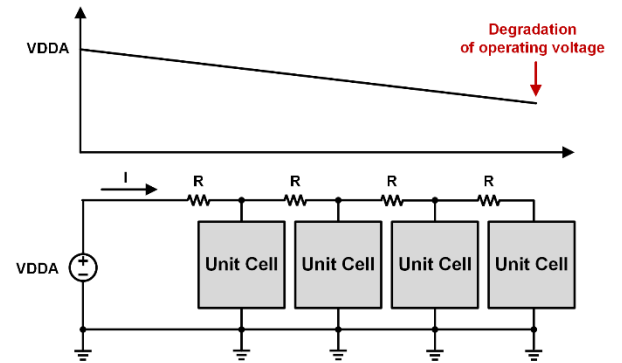 VDDA
Degradation
of operating voltage
I
R
R
R
R
VDDA
+
−
Unit Cell
Unit Cell
Unit Cell
Unit Cell